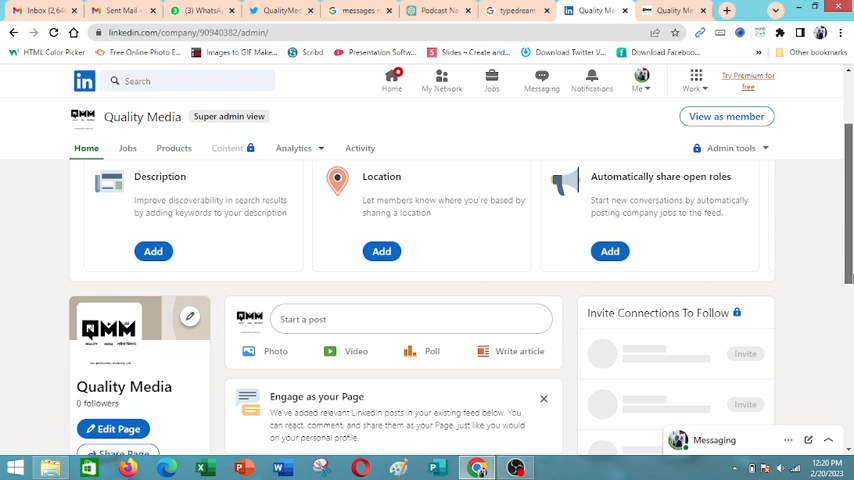 Inbox (2,64
Sent Mail
(3) WhatsA
QualityMed
messages f
Podcast Na
typedream
Quality Me
Quality Me
linkedin.com/company/90940382/admin/
HTML Color Picker
Free Online Photo E...
Images to GIF Make...
Scribd
Presentation Softw...
Slides – Create and...
Download Twitter V...
Download Faceboo...
»
Other bookmarks
in
Search
Home
My Network
Jobs
Messaging
Notifications
Me
Work
Try Premium for
free
Quality Media
Super admin view
View as member
Home
Jobs
Products
Content
Analytics
Activity
Admin tools
Description
Improve discoverability in search results
by adding keywords to your description
Add
Location
Let members know where you're based by
sharing a location
Add
Automatically share open roles
Start new conversations by automatically
posting company jobs to the feed.
Add
QMM
Quality Media
0 followers
Edit Page
Share Page
Start a post
Photo
Video
Poll
Write article
Engage as your Page
We've added relevant LinkedIn posts in your existing feed below. You
can react, comment, and share them as your Page, just like you would
on your personal profile.
Invite Connections To Follow
Invite
Invite
Messaging
12:20 PM
2/20/2023